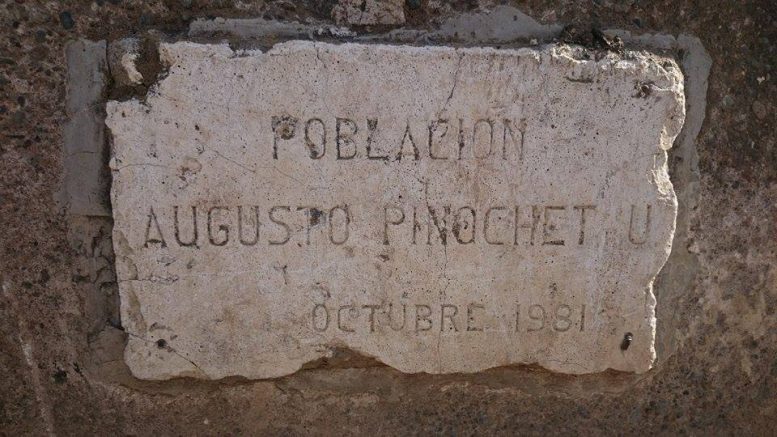 POBLACION
AUGUSTO PINOCHET U
OCTUBRE 1981